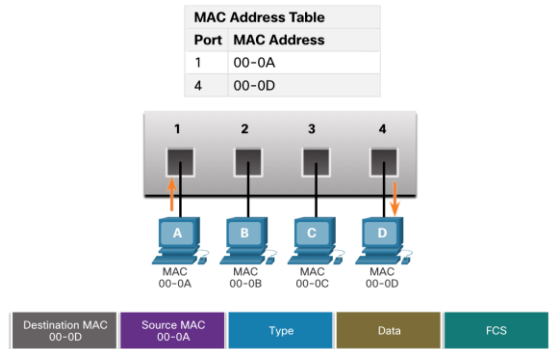 MAC Address Table
Port MAC Address
1 00-0A
4 00-0D
1 2 3 4
A B C D
MAC MAC MAC MAC
00-0A 00-0B 00-0C 00-0D
Destination MAC Source MAC Type Data FCS
00-0D 00-0A